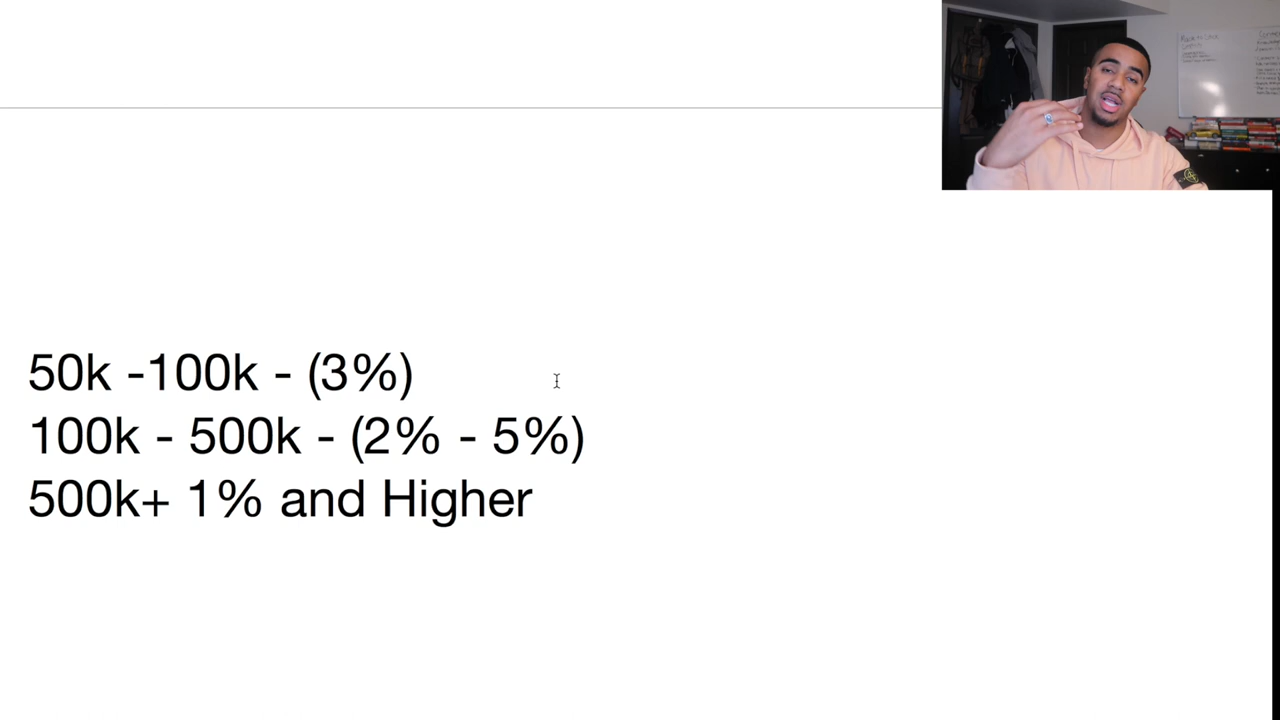 50k -100k - (3%)
100k - 500k - (2% - 5%)
500k+ 1% and Higher